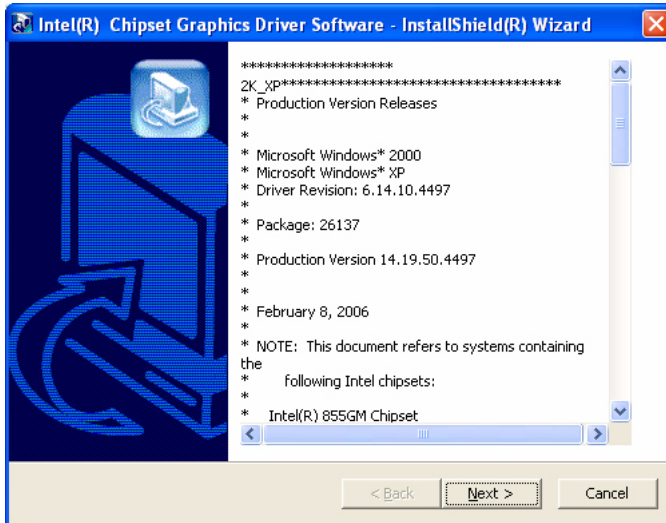 Intel(R) Chipset Graphics Driver Software - InstallShield(R) Wizard
********************
2K_XP*************************************
* Production Version Releases
*
*
* Microsoft Windows* 2000
* Microsoft Windows* XP
* Driver Revision: 6.14.10.4497
*
* Package: 26137
*
* Production Version 14.19.50.4497
*
*
* February 8, 2006
*
* NOTE: This document refers to systems containing
the
* following Intel chipsets:
*
* Intel(R) 855GM Chipset
< Back
Next >
Cancel